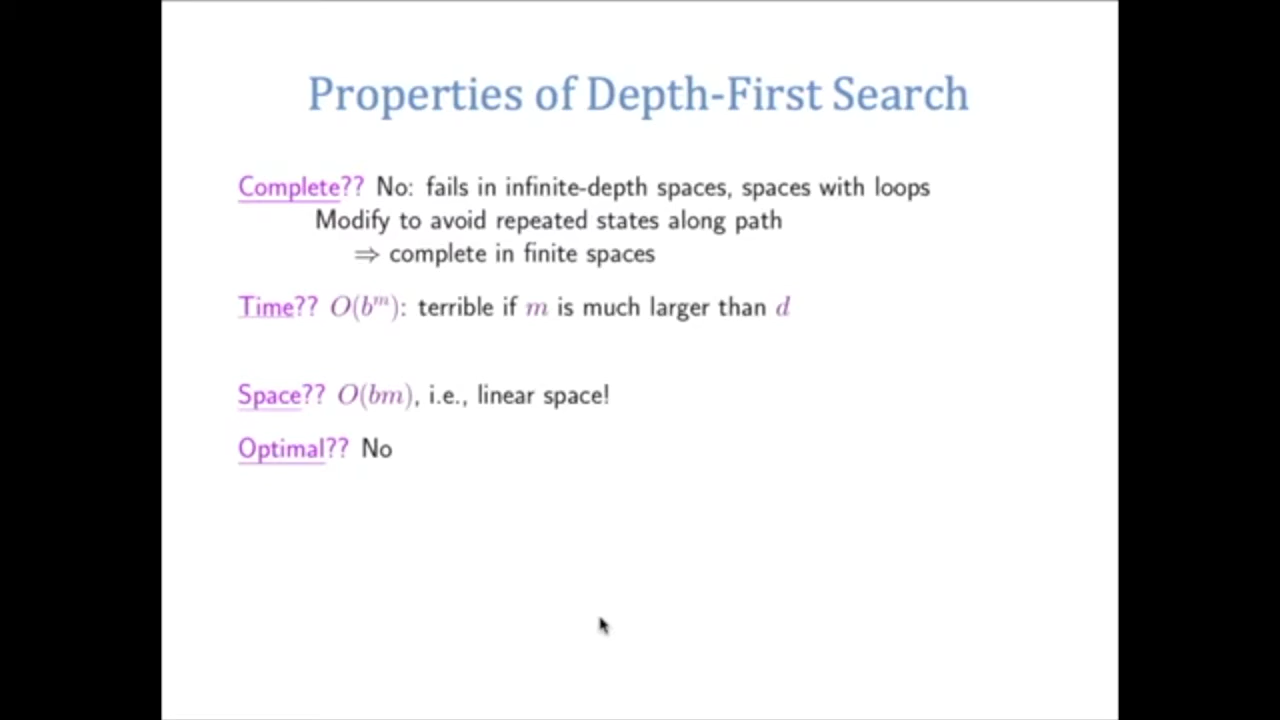 Properties of Depth-First Search
Complete?? No: fails in infinite-depth spaces, spaces with loops
Modify to avoid repeated states along path
⇒ complete in finite spaces
Time?? O(b^m): terrible if m is much larger than d
Space?? O(bm), i.e., linear space!
Optimal?? No